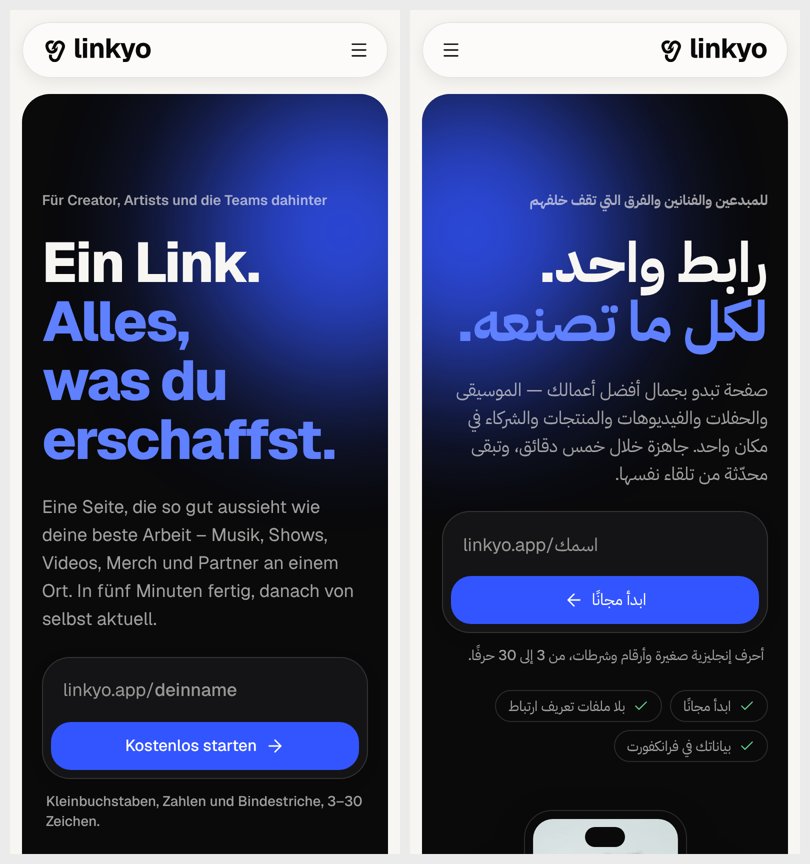 linkyo
Für Creator, Artists und die Teams dahinter
Ein Link.
Alles,
was du
erschaffst.
Eine Seite, die so gut aussieht wie
deine beste Arbeit – Musik, Shows,
Videos, Merch und Partner an einem
Ort. In fünf Minuten fertig, danach von
selbst aktuell.
linkyo.app/deinname
Kostenlos starten →
Kleinbuchstaben, Zahlen und Bindestriche, 3–30
Zeichen.
linkyo
للمبدعين والفنانين والفرق التي تقف خلفهم
رابط واحد.
لكل ما تصنعه.
صفحة تبدو بجمال أفضل أعمالك — الموسيقى
والحفلات والفيديوهات والمنتجات والشركاء في
مكان واحد. جاهزة خلال خمس دقائق، وتبقى
محدّثة من تلقاء نفسها.
linkyo.app/اسمك
ابدأ مجانًا ←
أحرف إنجليزية صغيرة وأرقام وشرطات، من 3 إلى 30 حرفًا.
✓ ابدأ مجانًا
✓ بلا ملفات تعريف ارتباط
✓ بياناتك في فرانكفورت